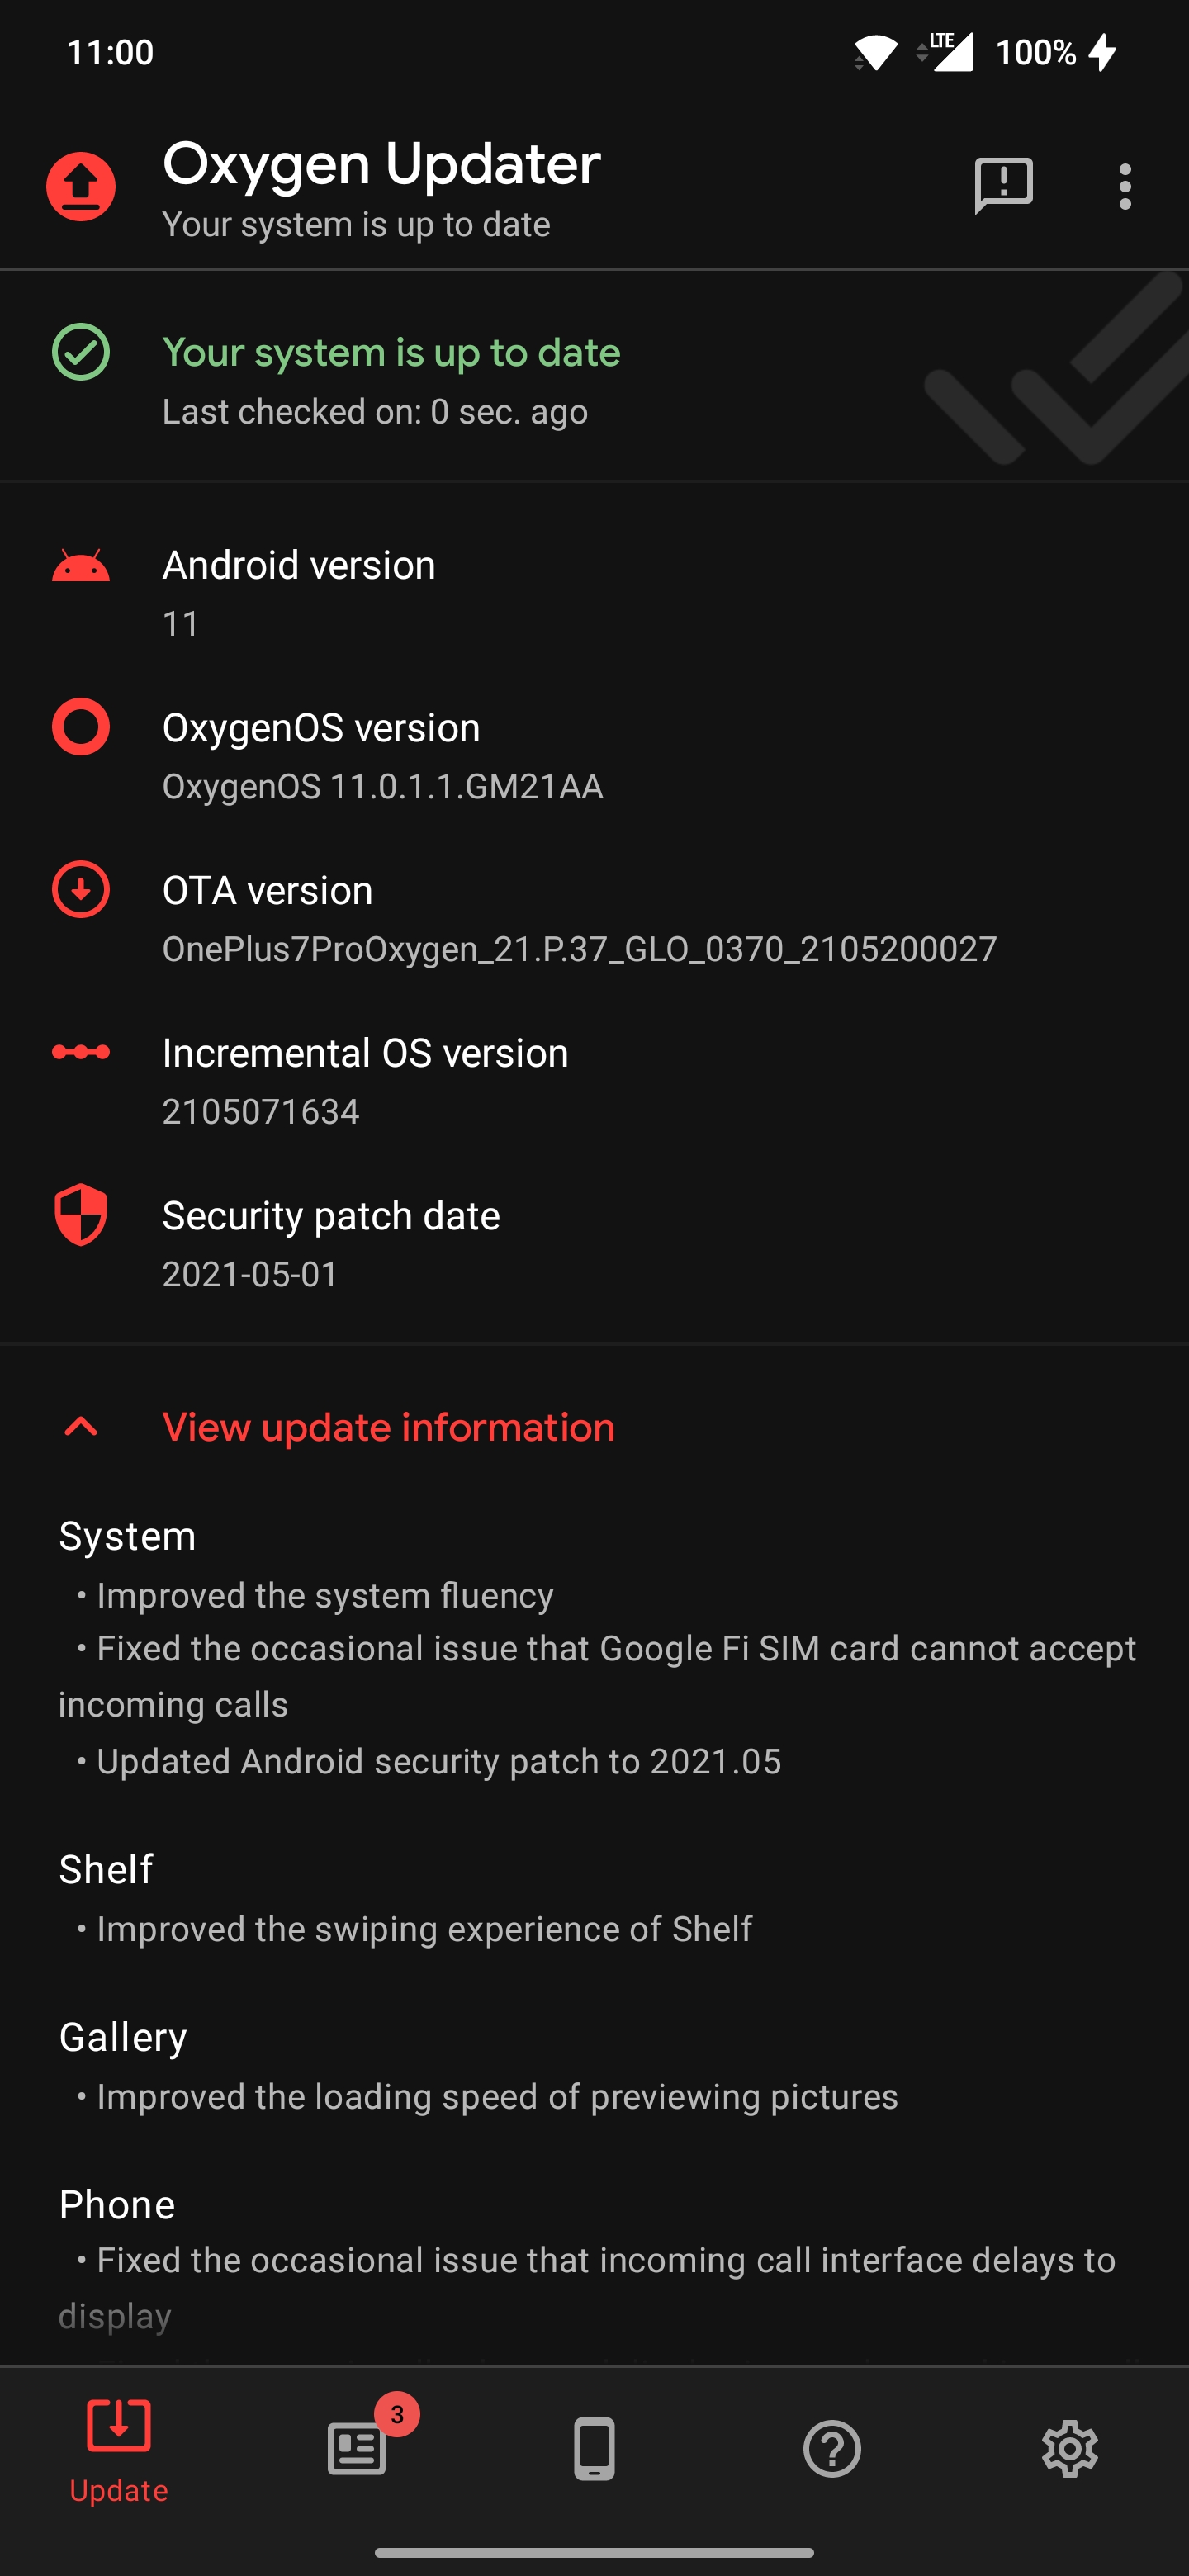 11:00
LTE
100%
Oxygen Updater
Your system is up to date
Your system is up to date
Last checked on: 0 sec. ago
Android version
11
OxygenOS version
OxygenOS 11.0.1.1.GM21AA
OTA version
OnePlus7ProOxygen_21.P.37_GLO_0370_2105200027
Incremental OS version
2105071634
Security patch date
2021-05-01
View update information
System
• Improved the system fluency
• Fixed the occasional issue that Google Fi SIM card cannot accept
incoming calls
• Updated Android security patch to 2021.05
Shelf
• Improved the swiping experience of Shelf
Gallery
• Improved the loading speed of previewing pictures
Phone
• Fixed the occasional issue that incoming call interface delays to
display
3
Update